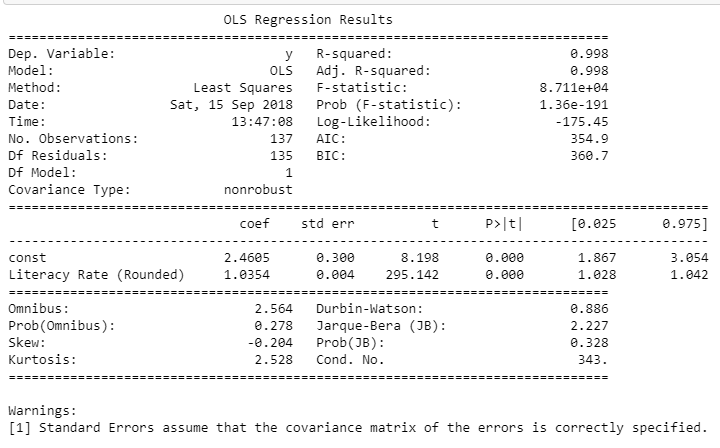 OLS Regression Results
==============================================================================
Dep. Variable:                      y   R-squared:                       0.998
Model:                            OLS   Adj. R-squared:                  0.998
Method:                 Least Squares   F-statistic:                 8.711e+04
Date:                Sat, 15 Sep 2018   Prob (F-statistic):          1.36e-191
Time:                        13:47:08   Log-Likelihood:                -175.45
No. Observations:                 137   AIC:                             354.9
Df Residuals:                     135   BIC:                             360.7
Df Model:                           1
Covariance Type:            nonrobust
===========================================================================================
                              coef    std err          t      P>|t|      [0.025      0.975]
-------------------------------------------------------------------------------------------
const                       2.4605      0.300      8.198      0.000       1.867       3.054
Literacy Rate (Rounded)     1.0354      0.004    295.142      0.000       1.028       1.042
==============================================================================
Omnibus:                        2.564   Durbin-Watson:                   0.886
Prob(Omnibus):                  0.278   Jarque-Bera (JB):                2.227
Skew:                          -0.204   Prob(JB):                        0.328
Kurtosis:                       2.528   Cond. No.                         343.
==============================================================================
Warnings:
[1] Standard Errors assume that the covariance matrix of the errors is correctly specified.